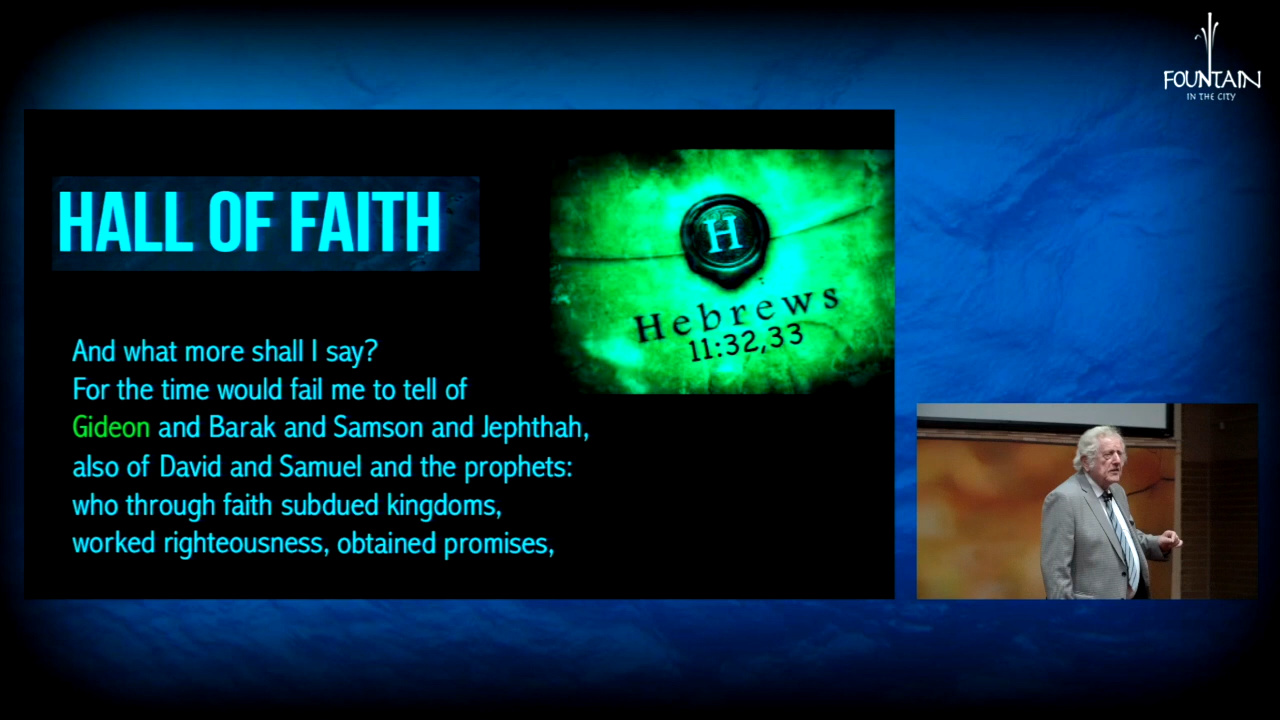 FOUNTAIN
IN THE CITY
HALL OF FAITH
H
Hebrews
11:32,33
And what more shall I say?
For the time would fail me to tell of
Gideon and Barak and Samson and Jephthah,
also of David and Samuel and the prophets:
who through faith subdued kingdoms,
worked righteousness, obtained promises,